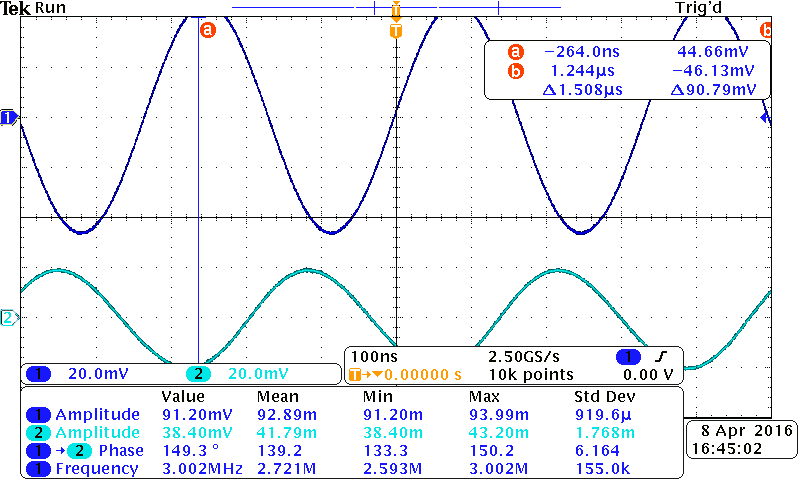 Tek Run Trig'd
T
a T b
a −264.0ns 44.66mV
b 1.244µs −46.13mV
Δ1.508µs Δ90.79mV
1
2
1 20.0mV 2 20.0mV
100ns 2.50GS/s 1
T→▼0.00000 s 10k points 0.00 V
Value Mean Min Max Std Dev
1 Amplitude 91.20mV 92.89m 91.20m 93.99m 919.6µ
2 Amplitude 38.40mV 41.79m 38.40m 43.20m 1.768m
1 → 2 Phase 149.3 ° 139.2 133.3 150.2 6.164
1 Frequency 3.002MHz 2.721M 2.593M 3.002M 155.0k
8 Apr 2016
16:45:02